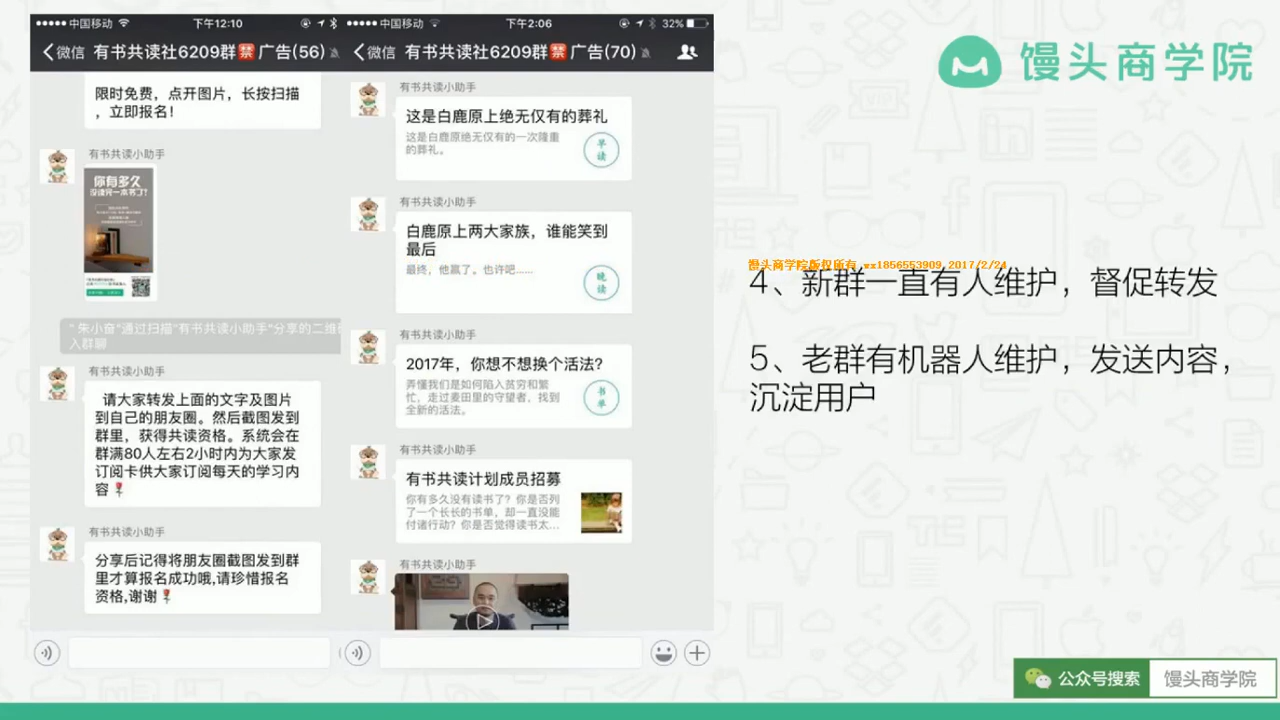 中国移动
下午12:10
微信 有书共读社6209群禁广告(56)
限时免费，点开图片，长按扫描
，立即报名！
有书共读小助手
你有多久
没读完一本书了？
"朱小奋"通过扫描"有书共读小助手"分享的二维
入群聊
有书共读小助手
请大家转发上面的文字及图片
到自己的朋友圈。然后截图发到
群里，获得共读资格。系统会在
群满80人左右2小时内为大家发
订阅卡供大家订阅每天的学习内
容
有书共读小助手
分享后记得将朋友圈截图发到群
里才算报名成功哦,请珍惜报名
资格,谢谢
中国移动
下午2:06
32%
微信 有书共读社6209群禁广告(70)
有书共读小助手
这是白鹿原上绝无仅有的葬礼
这是白鹿原绝无仅有的一次隆重
的葬礼。
早读
有书共读小助手
白鹿原上两大家族，谁能笑到
最后
最终，他赢了。也许吧......
晚读
有书共读小助手
2017年，你想不想换个活法？
弄懂我们是如何陷入贫穷和繁
忙，走过麦田里的守望者，找到
全新的活法。
书单
有书共读小助手
有书共读计划成员招募
你有多久没有读书了？你是否列
了一个长长的书单，却一直没能
付诸行动？你是否觉得读书太...
有书共读小助手
馒头商学院
馒头商学院版权所有 wx1856553909 2017/2/24
4、新群一直有人维护，督促转发
5、老群有机器人维护，发送内容，
沉淀用户
公众号搜索 馒头商学院